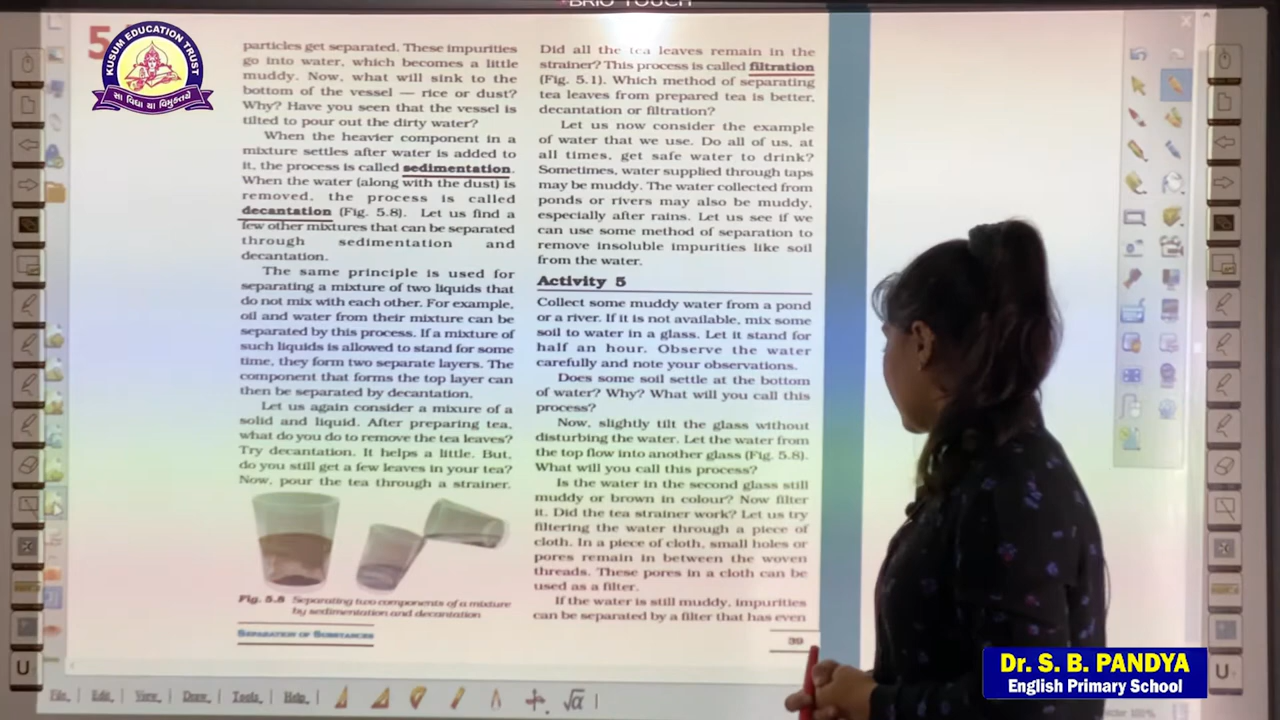 BRIO TOUCH
5
KUSUM EDUCATION TRUST
સા વિદ્યા યા વિમુક્તયે
particles get separated. These impurities
go into water, which becomes a little
muddy. Now, what will sink to the
bottom of the vessel — rice or dust?
Why? Have you seen that the vessel is
tilted to pour out the dirty water?
When the heavier component in a
mixture settles after water is added to
it, the process is called sedimentation.
When the water (along with the dust) is
removed, the process is called
decantation (Fig. 5.8). Let us find a
few other mixtures that can be separated
through sedimentation and
decantation.
The same principle is used for
separating a mixture of two liquids that
do not mix with each other. For example,
oil and water from their mixture can be
separated by this process. If a mixture of
such liquids is allowed to stand for some
time, they form two separate layers. The
component that forms the top layer can
then be separated by decantation.
Let us again consider a mixture of a
solid and liquid. After preparing tea,
what do you do to remove the tea leaves?
Try decantation. It helps a little. But,
do you still get a few leaves in your tea?
Now, pour the tea through a strainer.
Fig. 5.8 Separating two components of a mixture
by sedimentation and decantation
SEPARATION OF SUBSTANCES
Did all the tea leaves remain in the
strainer? This process is called filtration
(Fig. 5.1). Which method of separating
tea leaves from prepared tea is better,
decantation or filtration?
Let us now consider the example
of water that we use. Do all of us, at
all times, get safe water to drink?
Sometimes, water supplied through taps
may be muddy. The water collected from
ponds or rivers may also be muddy,
especially after rains. Let us see if we
can use some method of separation to
remove insoluble impurities like soil
from the water.
Activity 5
Collect some muddy water from a pond
or a river. If it is not available, mix some
soil to water in a glass. Let it stand for
half an hour. Observe the water
carefully and note your observations.
Does some soil settle at the bottom
of water? Why? What will you call this
process?
Now, slightly tilt the glass without
disturbing the water. Let the water from
the top flow into another glass (Fig. 5.8).
What will you call this process?
Is the water in the second glass still
muddy or brown in colour? Now filter
it. Did the tea strainer work? Let us try
filtering the water through a piece of
cloth. In a piece of cloth, small holes or
pores remain in between the woven
threads. These pores in a cloth can be
used as a filter.
If the water is still muddy, impurities
can be separated by a filter that has even
39
File Edit View Draw Tools Help
√α
U
U
Dr. S. B. PANDYA
English Primary School